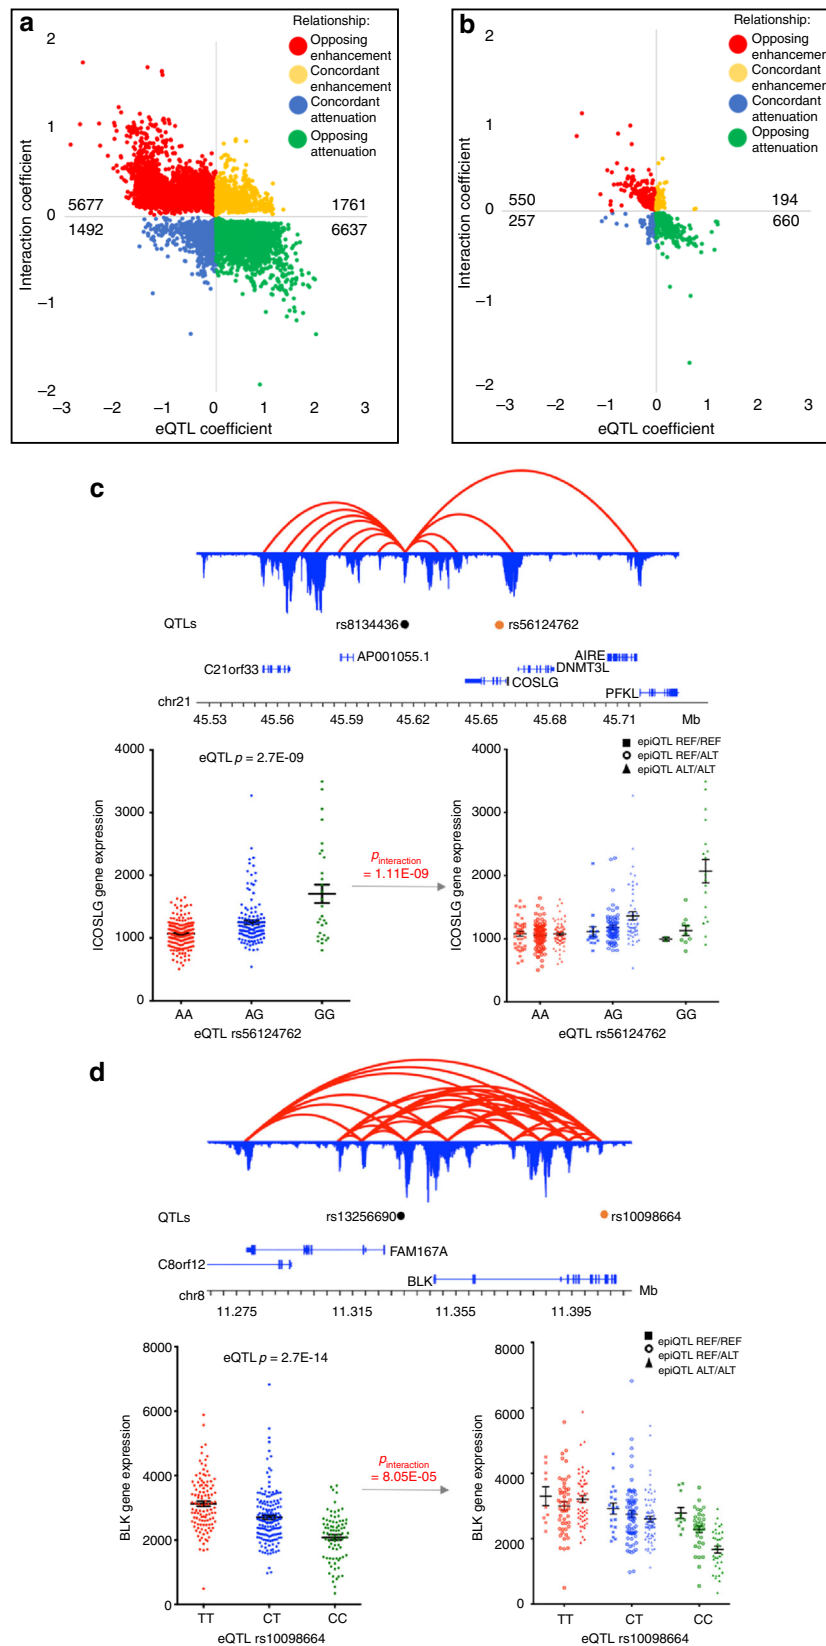 a
Relationship:
Opposing
enhancement
Concordant
enhancement
Concordant
attenuation
Opposing
attenuation
Interaction coefficient
2
1
0
–1
–2
5677
1761
1492
6637
–3 –2 –1 0 1 2 3
eQTL coefficient
b
Relationship:
Opposing
enhancement
Concordant
enhancement
Concordant
attenuation
Opposing
attenuation
Interaction coefficient
2
1
0
–1
–2
550
194
257
660
–3 –2 –1 0 1 2 3
eQTL coefficient
c
QTLs
rs8134436
rs56124762
C21orf33
AP001055.1
AIRE
DNMT3L
COSLG
PFKL
chr21
45.53 45.56 45.59 45.62 45.65 45.68 45.71 Mb
ICOSLG gene expression
4000
3000
2000
1000
0
eQTL p = 2.7E-09
AA AG GG
eQTL rs56124762
pinteraction
= 1.11E-09
ICOSLG gene expression
4000
3000
2000
1000
0
epiQTL REF/REF
epiQTL REF/ALT
epiQTL ALT/ALT
AA AG GG
eQTL rs56124762
d
QTLs
rs13256690
rs10098664
FAM167A
C8orf12
BLK
chr8
Mb
11.275 11.315 11.355 11.395
BLK gene expression
8000
6000
4000
2000
0
eQTL p = 2.7E-14
TT CT CC
eQTL rs10098664
pinteraction
= 8.05E-05
BLK gene expression
8000
6000
4000
2000
0
epiQTL REF/REF
epiQTL REF/ALT
epiQTL ALT/ALT
TT CT CC
eQTL rs10098664